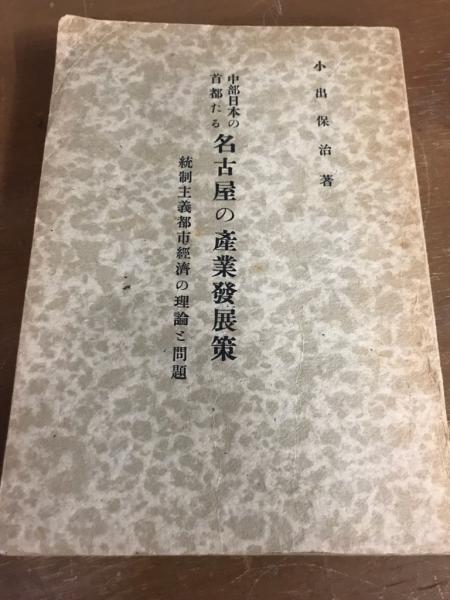 小出保治著
中部日本の
首都たる
名古屋の產業發展策
統制主義都市經濟の理論と問題